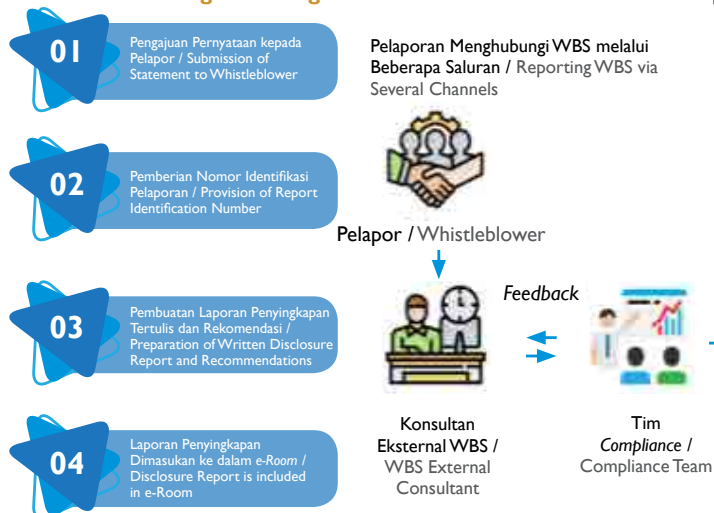 01
Pengajuan Pernyataan kepada
Pelapor / Submission of
Statement to Whistleblower
02
Pemberian Nomor Identifikasi
Pelaporan / Provision of Report
Identification Number
03
Pembuatan Laporan Penyingkapan
Tertulis dan Rekomendasi /
Preparation of Written Disclosure
Report and Recommendations
04
Laporan Penyingkapan
Dimasukan ke dalam e-Room /
Disclosure Report is included
in e-Room
Pelaporan Menghubungi WBS melalui
Beberapa Saluran / Reporting WBS via
Several Channels
Pelapor / Whistleblower
Feedback
Konsultan
Eksternal WBS /
WBS External
Consultant
Tim
Compliance /
Compliance Team